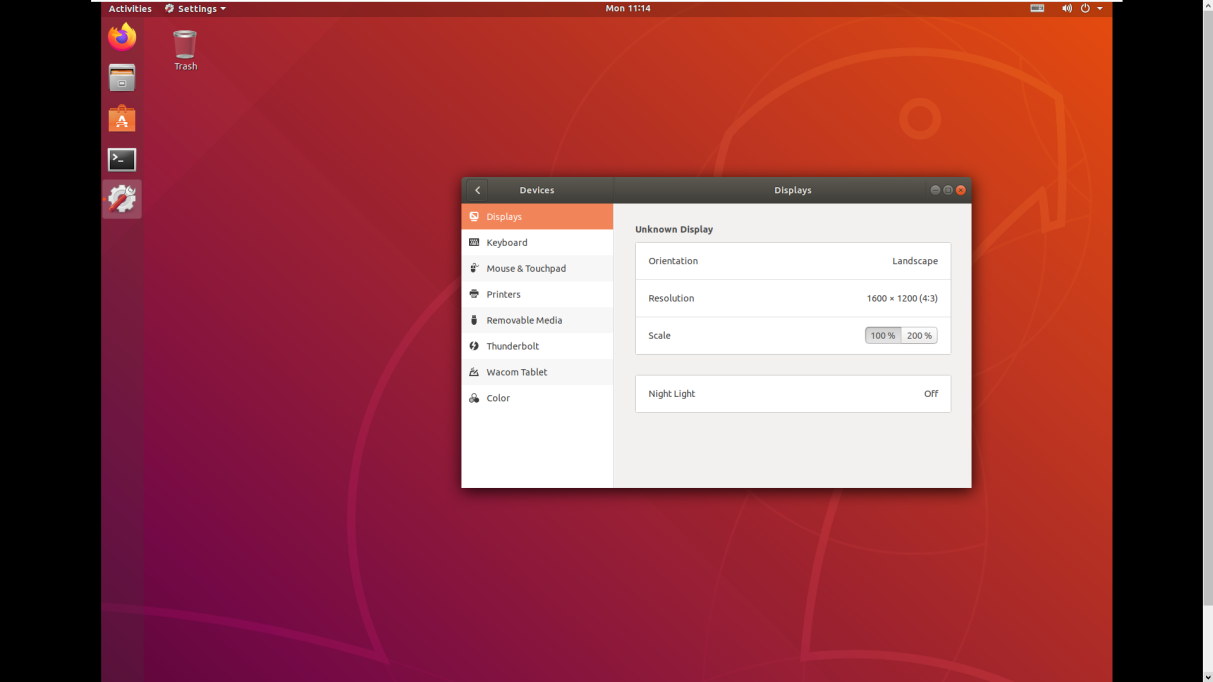 Activities Settings Mon 11:14
Trash
Devices Displays
Displays
Keyboard
Mouse & Touchpad
Printers
Removable Media
Thunderbolt
Wacom Tablet
Color
Unknown Display
Orientation Landscape
Resolution 1600 × 1200 (4:3)
Scale 100 % 200 %
Night Light Off